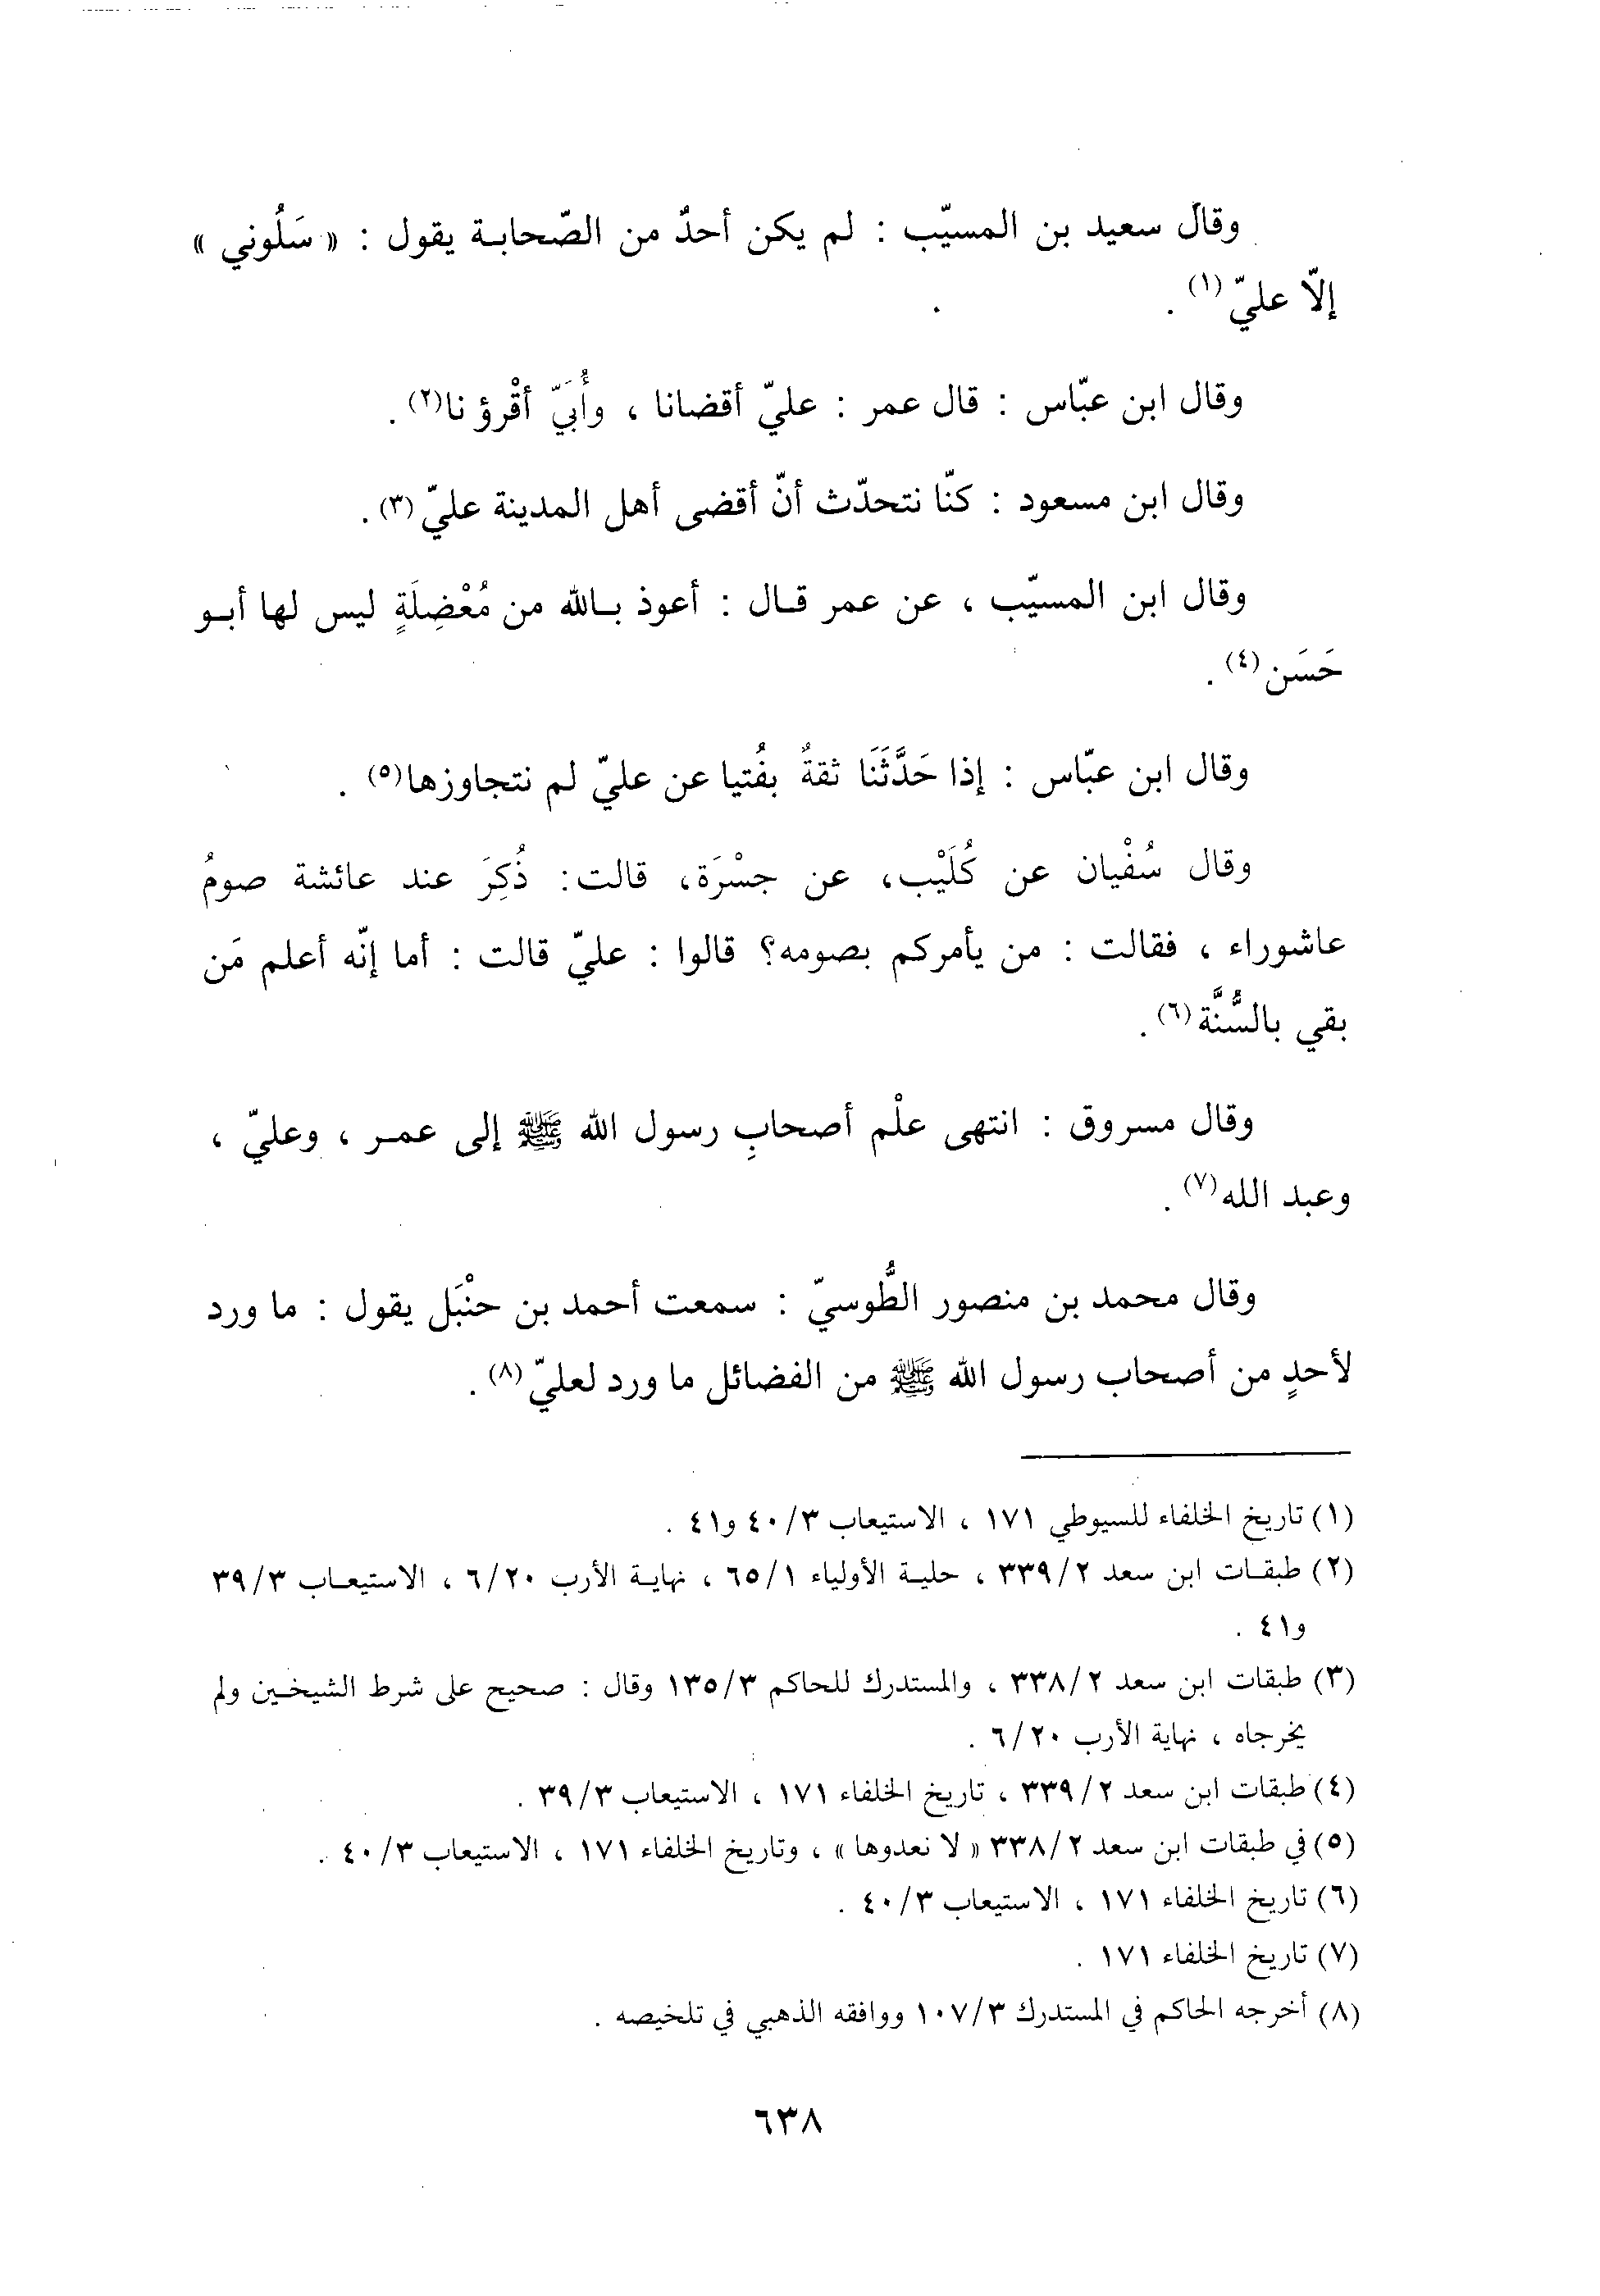 وقال سعيد بن المسيّب : لم يكن أحدٌ من الصّحابة يقول : « سَلُوني »
إلّا عليّ (١) .
وقال ابن عبّاس : قال عمر : عليّ أقضانا ، وأُبَيّ أقْرؤنا(٢) .
وقال ابن مسعود : كنّا نتحدّث أنّ أقضى أهل المدينة عليّ (٣) .
وقال ابن المسيّب ، عن عمر قال : أعوذ بالله من مُعْضِلَةٍ ليس لها أبو
حَسَن (٤) .
وقال ابن عبّاس : إذا حَدَّثَنَا ثقةٌ بفُتيا عن عليّ لم نتجاوزها(٥) .
وقال سُفْيان عن كُلَيْب، عن جسْرَة، قالت: ذُكِرَ عند عائشة صومُ
عاشوراء ، فقالت : من يأمركم بصومه؟ قالوا : عليّ قالت : أما إنّه أعلم مَن
بقي بالسُّنَّة (٦) .
وقال مسروق : انتهى علْم أصحابِ رسول الله ﷺ إلى عمر ، وعليّ ،
وعبد الله (٧) .
وقال محمد بن منصور الطُّوسيّ : سمعت أحمد بن حنْبَل يقول : ما ورد
لأحدٍ من أصحاب رسول الله ﷺ من الفضائل ما ورد لعليّ (٨) .
(١) تاريخ الخلفاء للسيوطي ١٧١ ، الاستيعاب ٤٠/٣ و٤١ .
(٢) طبقات ابن سعد ٣٣٩/٢ ، حلية الأولياء ٦٥/١ ، نهاية الأرب ٦/٢٠ ، الاستيعاب ٣٩/٣
و٤١ .
(٣) طبقات ابن سعد ٣٣٨/٢ ، والمستدرك للحاكم ١٣٥/٣ وقال : صحيح على شرط الشيخين ولم
يخرجاه ، نهاية الأرب ٦/٢٠ .
(٤) طبقات ابن سعد ٣٣٩/٢ ، تاريخ الخلفاء ١٧١ ، الاستيعاب ٣٩/٣ .
(٥) في طبقات ابن سعد ٣٣٨/٢ « لا نعدوها » ، وتاريخ الخلفاء ١٧١ ، الاستيعاب ٤٠/٣ .
(٦) تاريخ الخلفاء ١٧١ ، الاستيعاب ٤٠/٣ .
(٧) تاريخ الخلفاء ١٧١ .
(٨) أخرجه الحاكم في المستدرك ١٠٧/٣ ووافقه الذهبي في تلخيصه .
٦٣٨